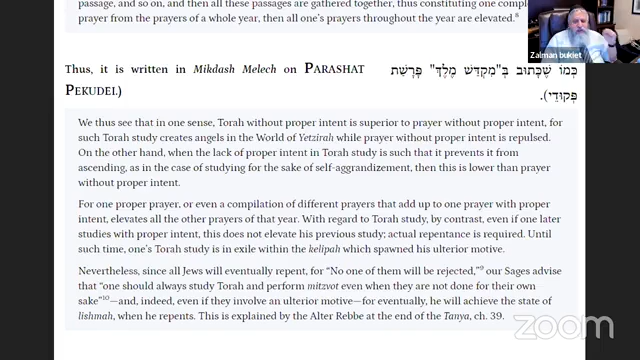 passage, and so on, and then all these passages are gathered together, thus constituting one compl
prayer from the prayers of a whole year, then all one's prayers throughout the year are elevated.⁸
Zalman bukiet
Thus, it is written in Mikdash Melech on PARASHAT
PEKUDEI.)
כְּמוֹ שֶׁכָּתוּב בְּ"מִקְדַּשׁ מֶלֶךְ" פָּרָשַׁת
פְּקוּדֵי).
We thus see that in one sense, Torah without proper intent is superior to prayer without proper intent, for
such Torah study creates angels in the World of Yetzirah while prayer without proper intent is repulsed.
On the other hand, when the lack of proper intent in Torah study is such that it prevents it from
ascending, as in the case of studying for the sake of self-aggrandizement, then this is lower than prayer
without proper intent.
For one proper prayer, or even a compilation of different prayers that add up to one prayer with proper
intent, elevates all the other prayers of that year. With regard to Torah study, by contrast, even if one later
studies with proper intent, this does not elevate his previous study; actual repentance is required. Until
such time, one's Torah study is in exile within the kelipah which spawned his ulterior motive.
Nevertheless, since all Jews will eventually repent, for "No one of them will be rejected,"⁹ our Sages advise
that "one should always study Torah and perform mitzvot even when they are not done for their own
sake"¹⁰—and, indeed, even if they involve an ulterior motive—for eventually, he will achieve the state of
lishmah, when he repents. This is explained by the Alter Rebbe at the end of the Tanya, ch. 39.
zoom